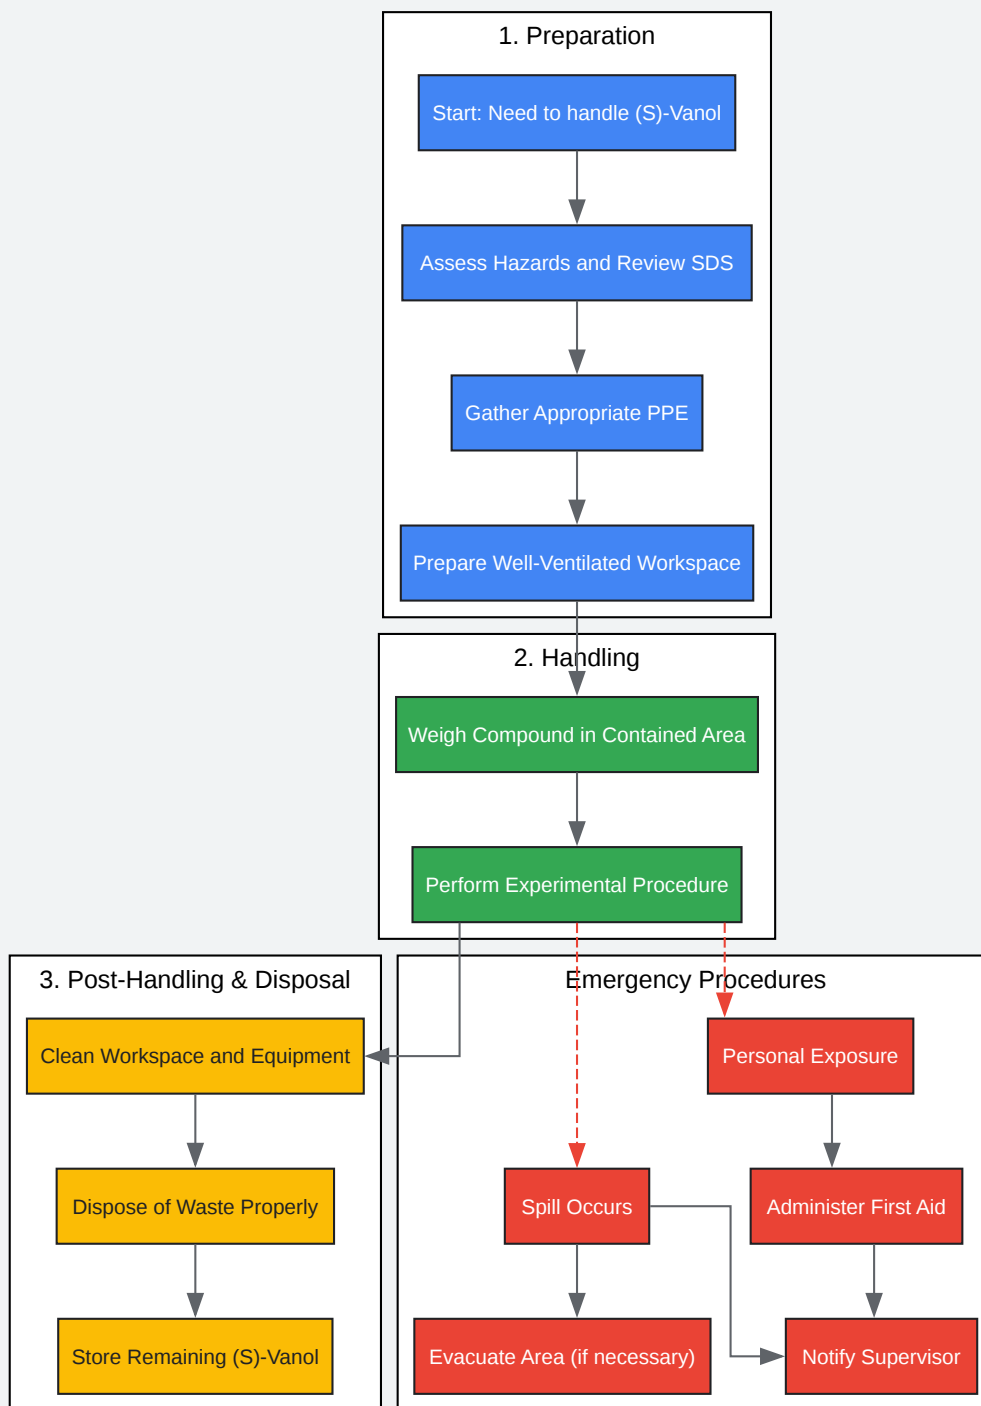 1. Preparation
Start: Need to handle (S)-Vanol
Assess Hazards and Review SDS
Gather Appropriate PPE
Prepare Well-Ventilated Workspace
2. Handling
Weigh Compound in Contained Area
Perform Experimental Procedure
3. Post-Handling & Disposal
Clean Workspace and Equipment
Dispose of Waste Properly
Store Remaining (S)-Vanol
Emergency Procedures
Personal Exposure
Spill Occurs
Administer First Aid
Evacuate Area (if necessary)
Notify Supervisor